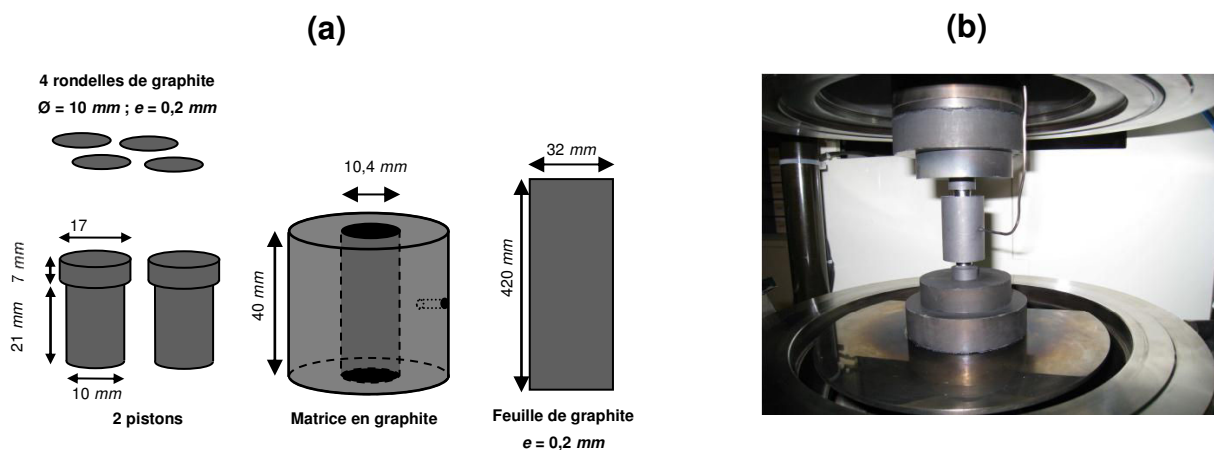 (a)
(b)
4 rondelles de graphite
Ø = 10 mm ; e = 0,2 mm
17
7 mm
21 mm
10 mm
2 pistons
10,4 mm
40 mm
Matrice en graphite
32 mm
420 mm
Feuille de graphite
e = 0,2 mm